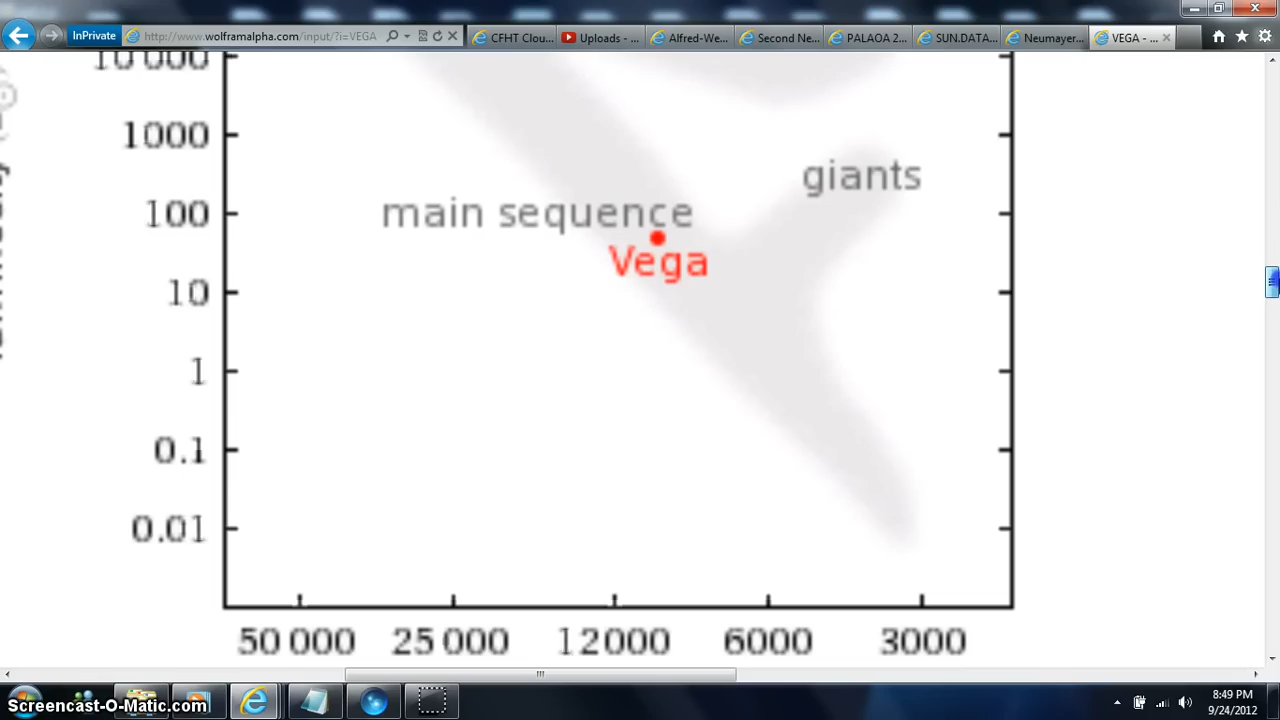 InPrivate http://www.wolframalpha.com/input/?i=VEGA CFHT Clou... Uploads - ... Alfred-We... Second Ne... PALAOA 2... SUN.DATA... Neumayer... VEGA - ...
10 000
1000
giants
100
main sequence
Vega
10
1
0.1
0.01
50 000 25 000 12 000 6000 3000
Screencast-O-Matic.com
8:49 PM
9/24/2012